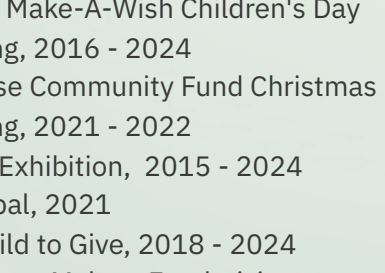 Make-A-Wish Children's Day
ng, 2016 - 2024
se Community Fund Christmas
ng, 2021 - 2022
Exhibition,  2015 - 2024
bal, 2021
ild to Give, 2018 - 2024